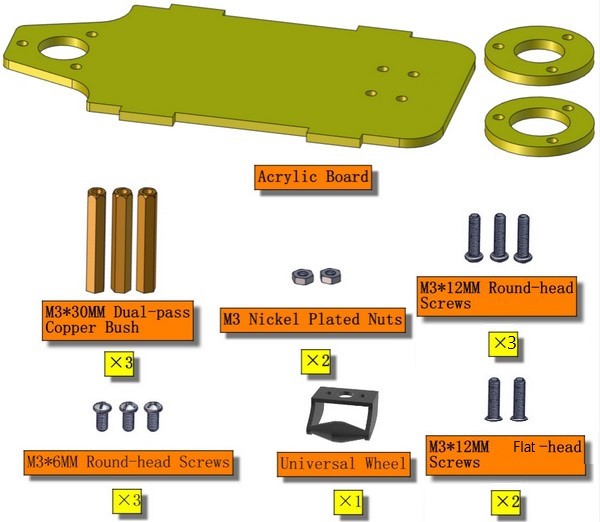 Acrylic Board
M3*30MM Dual-pass
Copper Bush
×3
M3 Nickel Plated Nuts
×2
M3*12MM Round-head
Screws
×3
M3*6MM Round-head Screws
×3
Universal Wheel
×1
M3*12MM Flat-head
Screws
×2